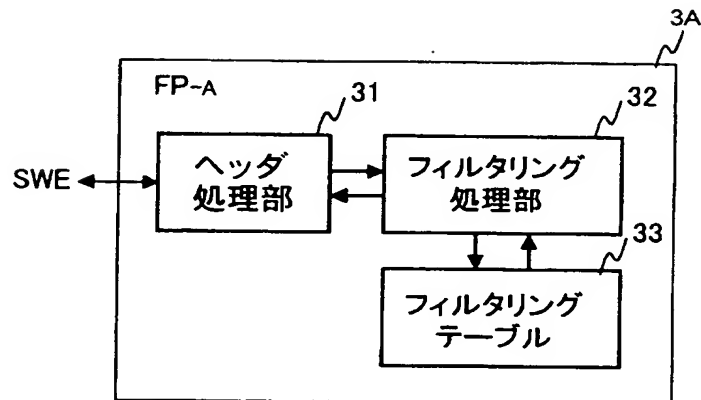 3A
FP-A
31
32
SWE
ヘッダ
処理部
フィルタリング
処理部
33
フィルタリング
テーブル